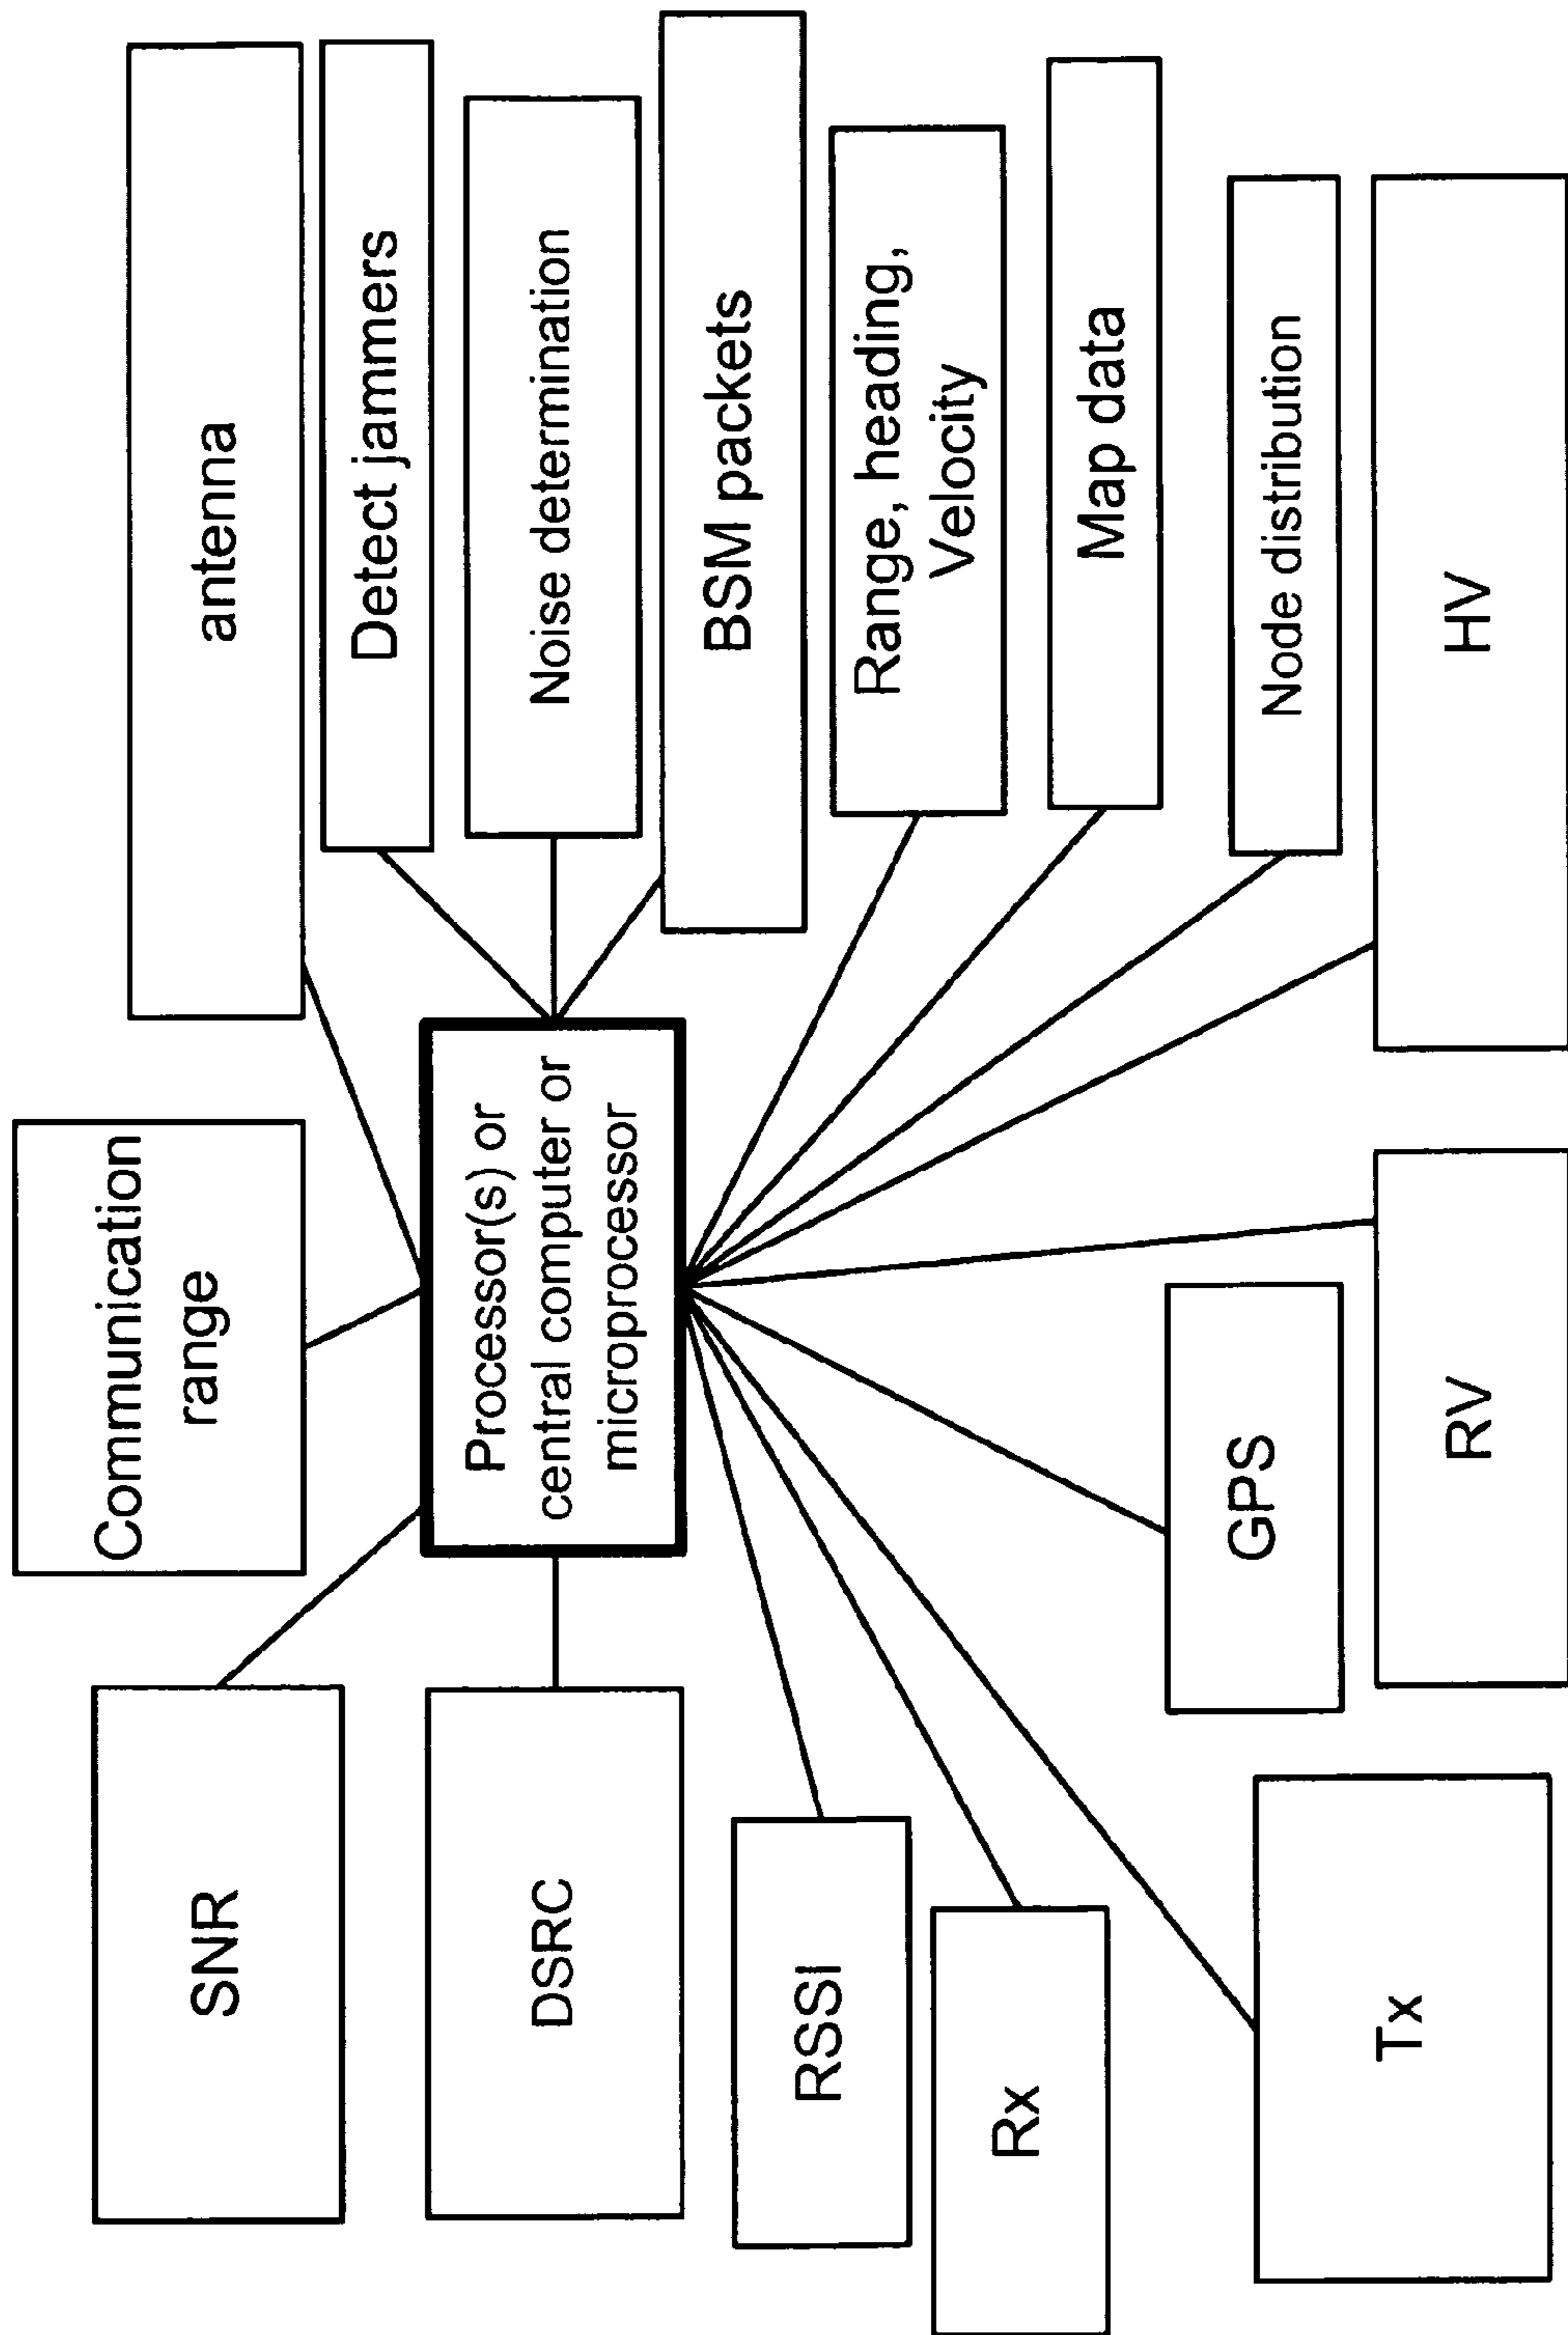 SNR
Communication
range
antenna
Detect jammers
DSRC
Processor(s) or
central computer or
microprocessor
Noise determination
BSM packets
RSSI
Range, heading,
Velocity
Rx
Map data
GPS
Node distribution
Tx
RV
HV